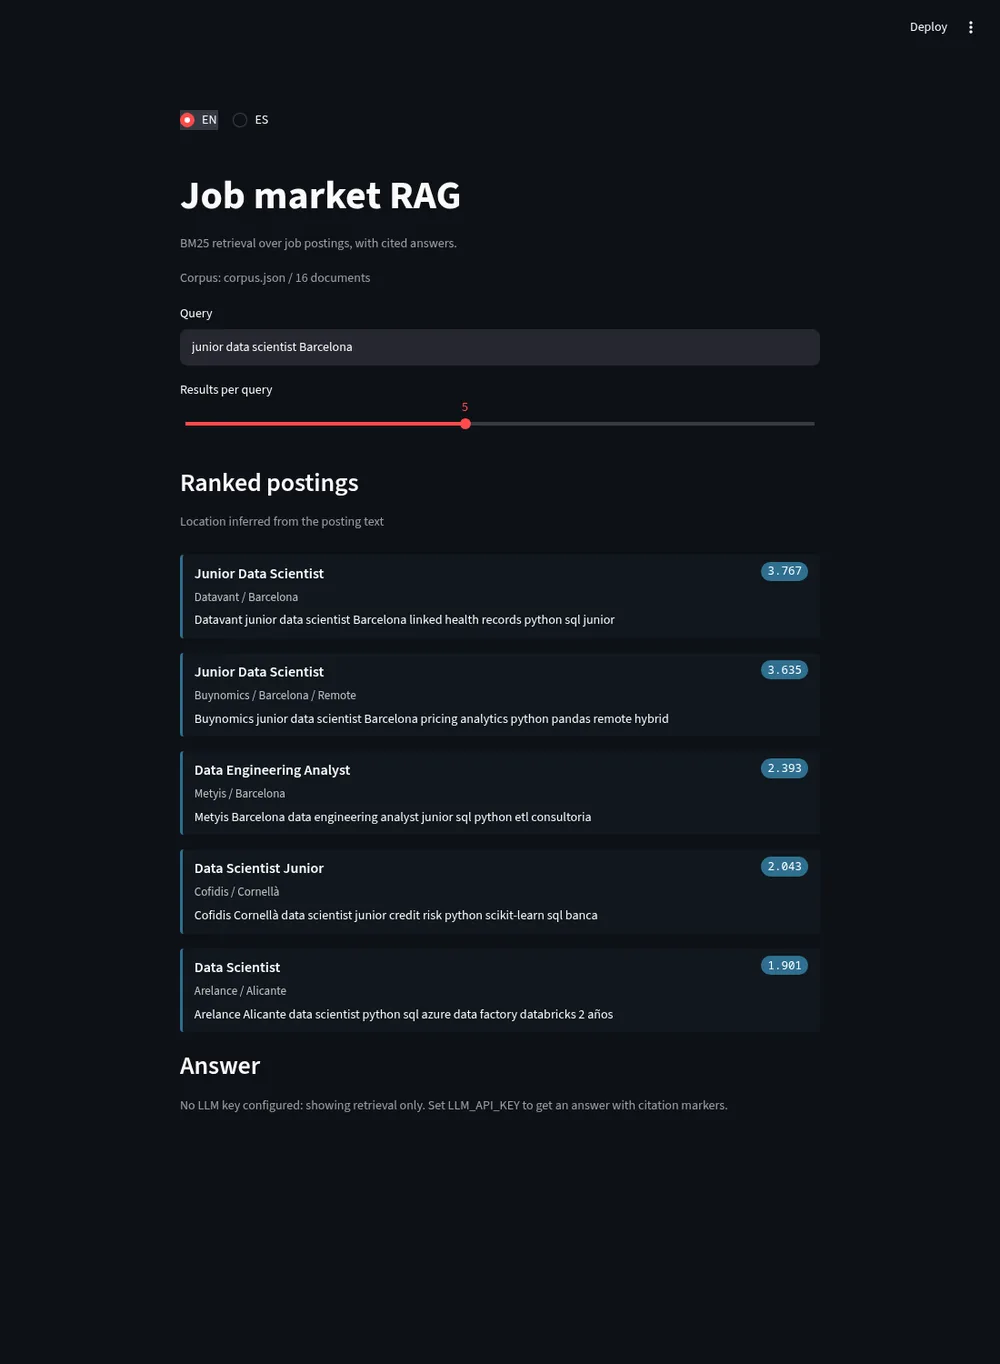 Deploy
EN ES
Job market RAG
BM25 retrieval over job postings, with cited answers.
Corpus: corpus.json / 16 documents
Query
junior data scientist Barcelona
Results per query
5
Ranked postings
Location inferred from the posting text
Junior Data Scientist 3.767
Datavant / Barcelona
Datavant junior data scientist Barcelona linked health records python sql junior
Junior Data Scientist 3.635
Buynomics / Barcelona / Remote
Buynomics junior data scientist Barcelona pricing analytics python pandas remote hybrid
Data Engineering Analyst 2.393
Metyis / Barcelona
Metyis Barcelona data engineering analyst junior sql python etl consultoria
Data Scientist Junior 2.043
Cofidis / Cornellà
Cofidis Cornellà data scientist junior credit risk python scikit-learn sql banca
Data Scientist 1.901
Arelance / Alicante
Arelance Alicante data scientist python sql azure data factory databricks 2 años
Answer
No LLM key configured: showing retrieval only. Set LLM_API_KEY to get an answer with citation markers.